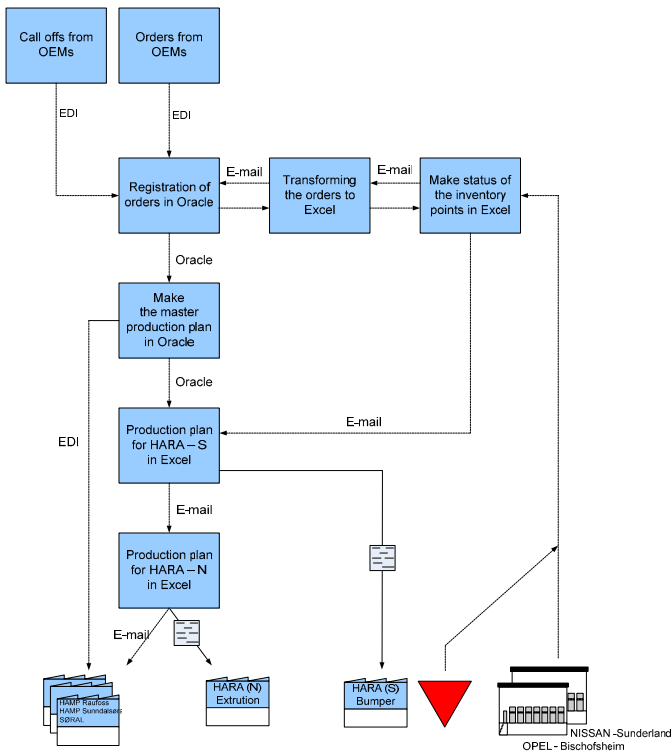 Call offs from
OEMs
Orders from
OEMs
EDI
EDI
E-mail
E-mail
Registration of
orders in Oracle
Transforming
the orders to
Excel
Make status of
the inventory
points in Excel
Oracle
Make
the master
production plan
in Oracle
Oracle
E-mail
EDI
Production plan
for HARA – S
in Excel
E-mail
Production plan
for HARA – N
in Excel
E-mail
HAMP Raufoss
HAMP Sunndalsøra
SØRAL
HARA (N)
Extrution
HARA (S)
Bumper
NISSAN -Sunderland
OPEL - Bischofsheim